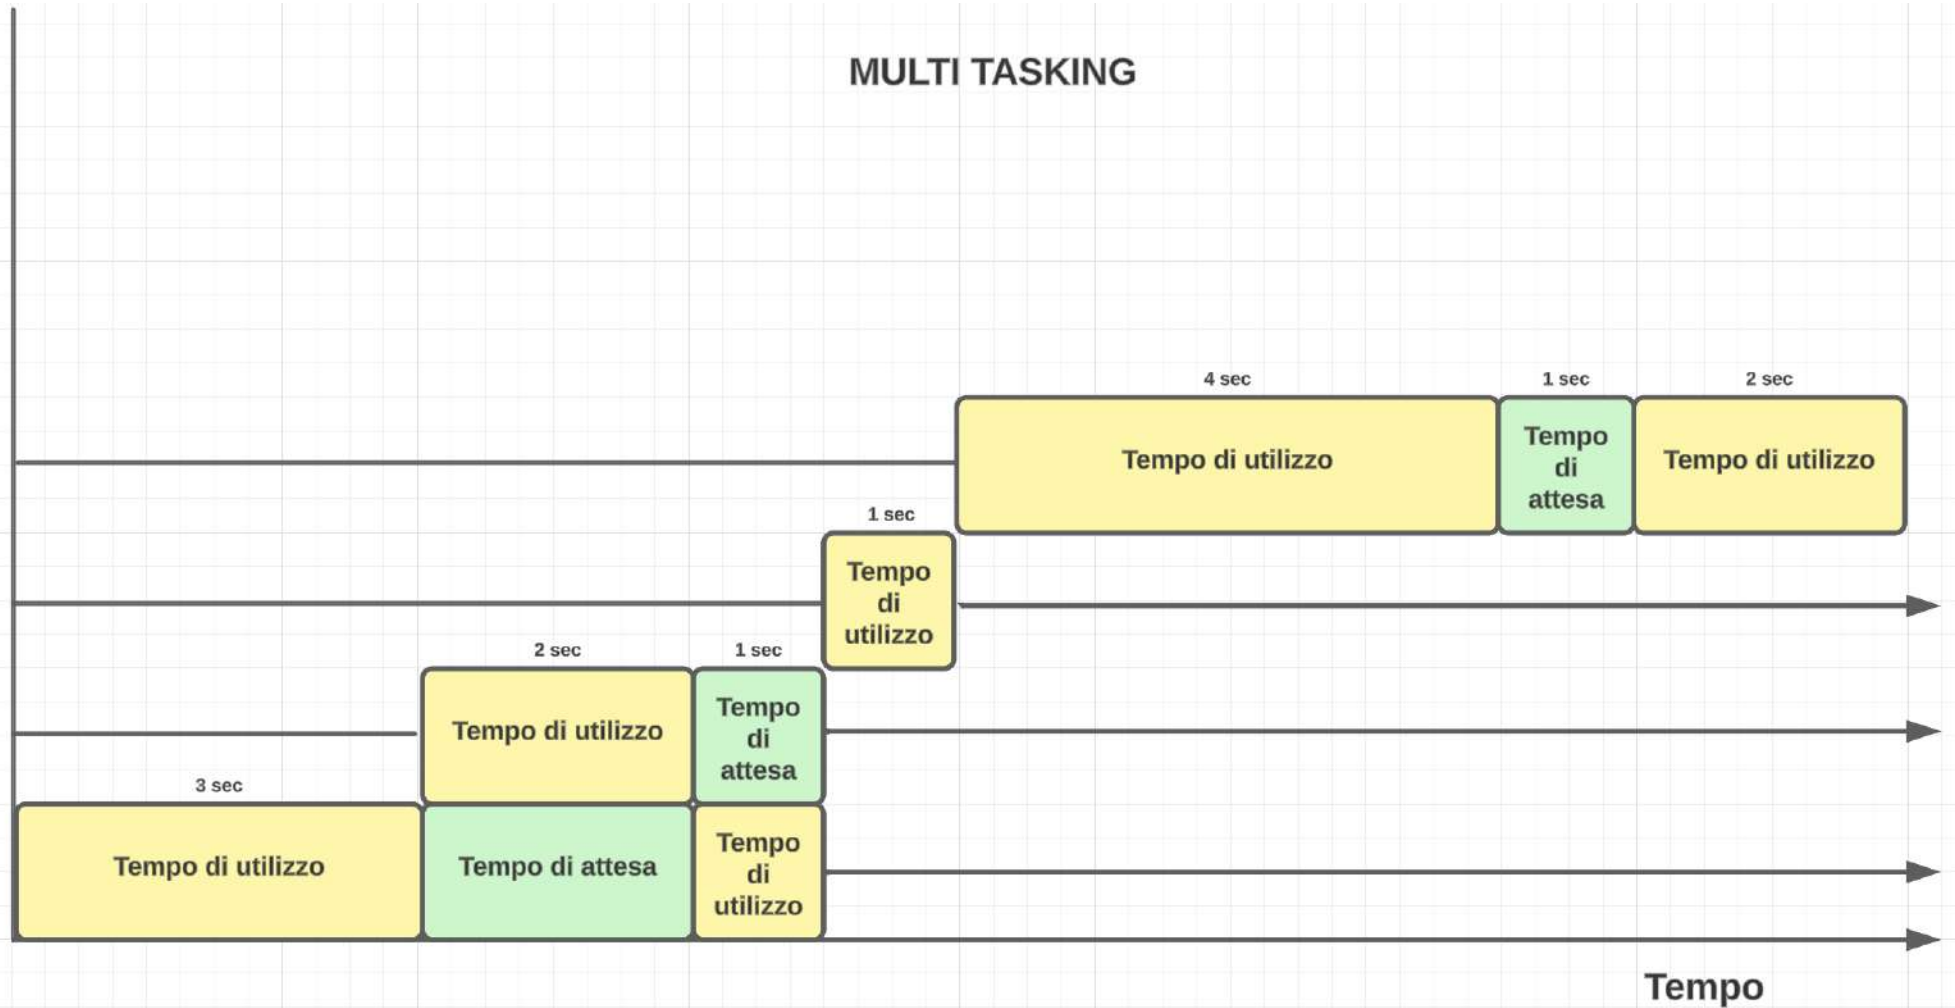 MULTI TASKING
4 sec
1 sec
2 sec
Tempo di utilizzo
Tempo
di
attesa
Tempo di utilizzo
1 sec
Tempo
di
utilizzo
2 sec
1 sec
Tempo di utilizzo
Tempo
di
attesa
3 sec
Tempo di utilizzo
Tempo di attesa
Tempo
di
utilizzo
Tempo